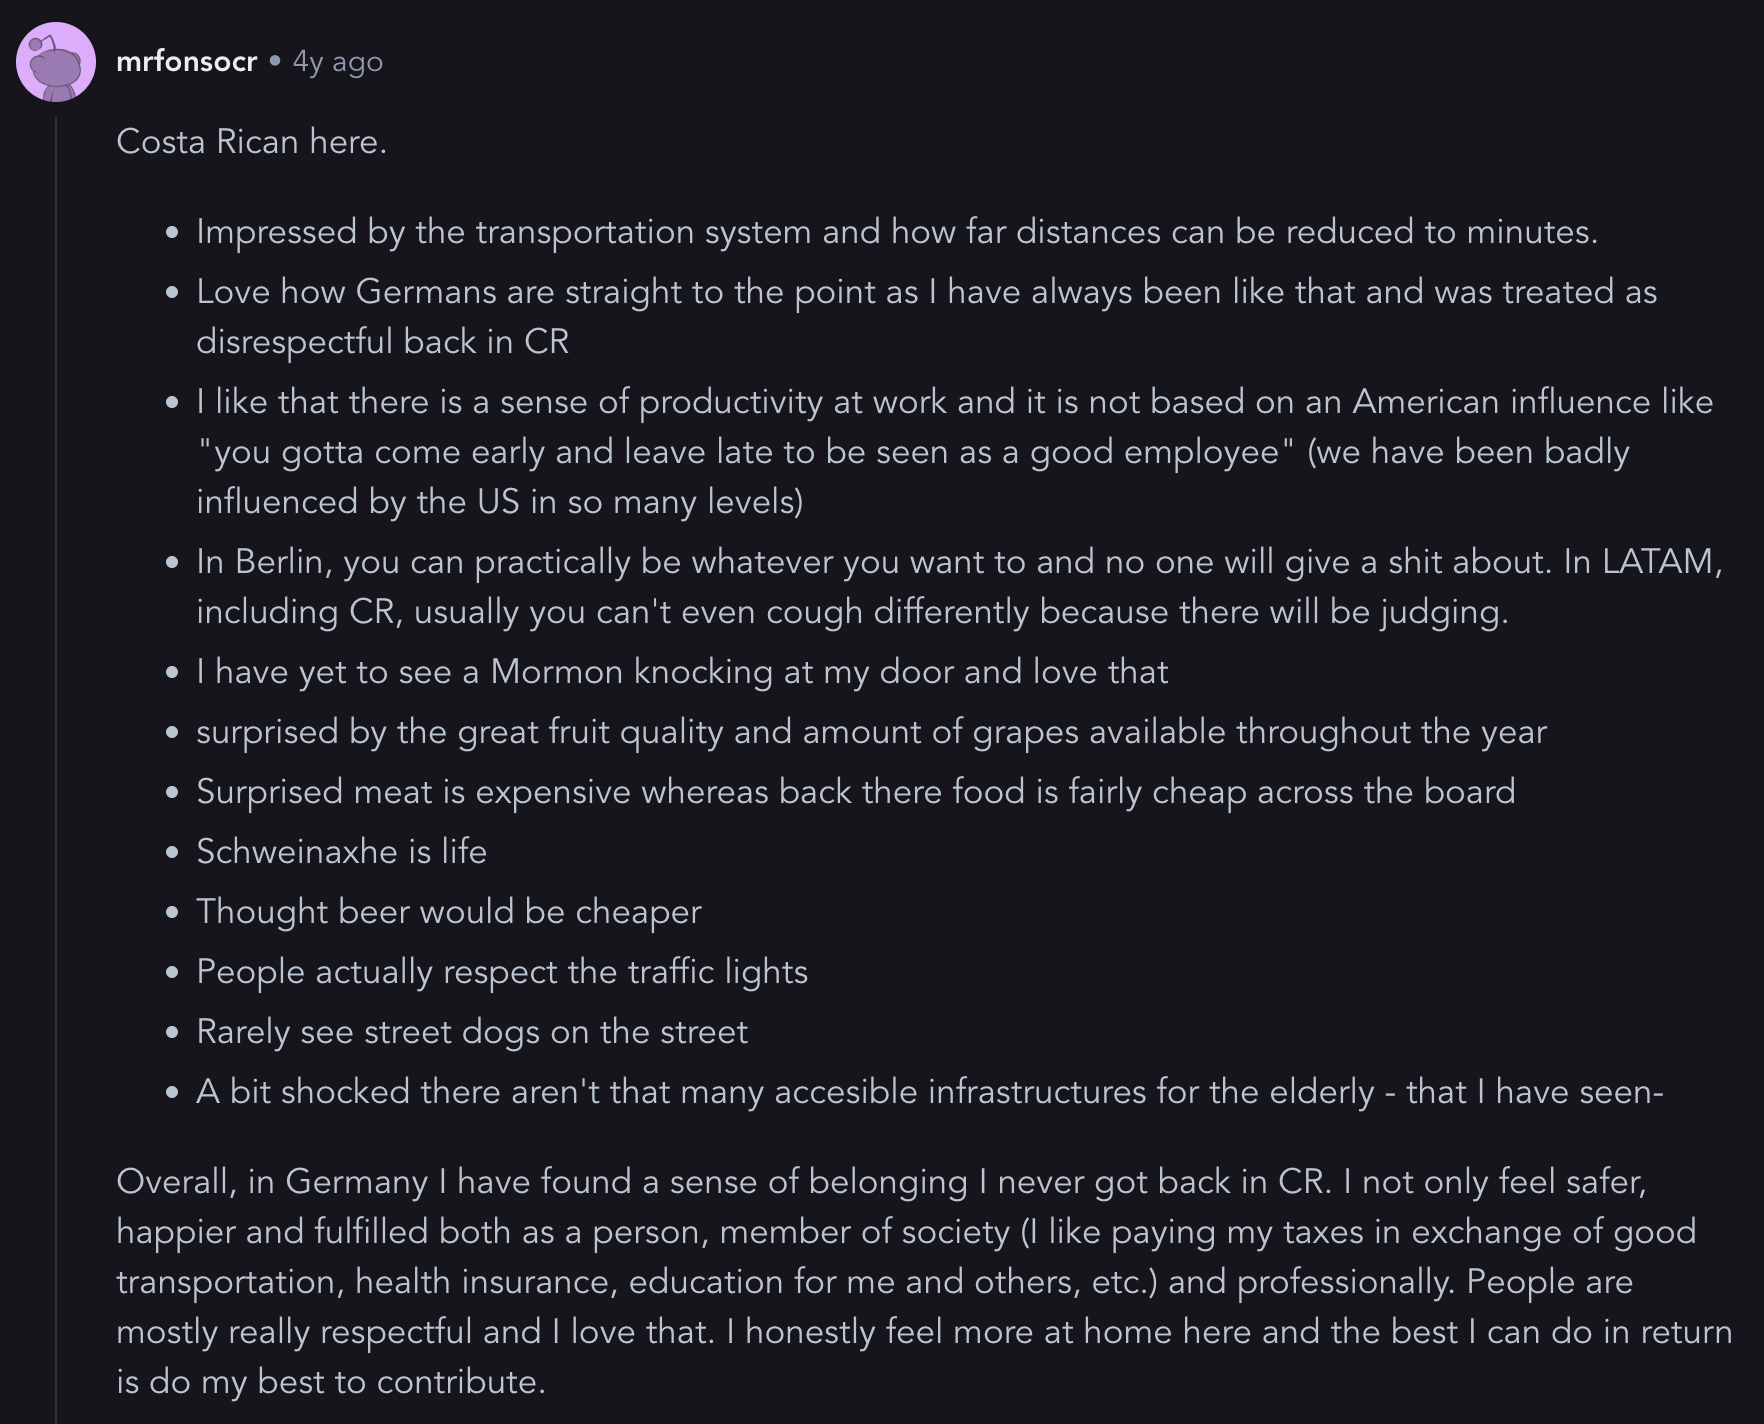 mrfonsocr • 4y ago
Costa Rican here.
• Impressed by the transportation system and how far distances can be reduced to minutes.
• Love how Germans are straight to the point as I have always been like that and was treated as
disrespectful back in CR
• I like that there is a sense of productivity at work and it is not based on an American influence like
"you gotta come early and leave late to be seen as a good employee" (we have been badly
influenced by the US in so many levels)
• In Berlin, you can practically be whatever you want to and no one will give a shit about. In LATAM,
including CR, usually you can't even cough differently because there will be judging.
• I have yet to see a Mormon knocking at my door and love that
• surprised by the great fruit quality and amount of grapes available throughout the year
• Surprised meat is expensive whereas back there food is fairly cheap across the board
• Schweinaxhe is life
• Thought beer would be cheaper
• People actually respect the traffic lights
• Rarely see street dogs on the street
• A bit shocked there aren't that many accesible infrastructures for the elderly - that I have seen-
Overall, in Germany I have found a sense of belonging I never got back in CR. I not only feel safer,
happier and fulfilled both as a person, member of society (I like paying my taxes in exchange of good
transportation, health insurance, education for me and others, etc.) and professionally. People are
mostly really respectful and I love that. I honestly feel more at home here and the best I can do in return
is do my best to contribute.